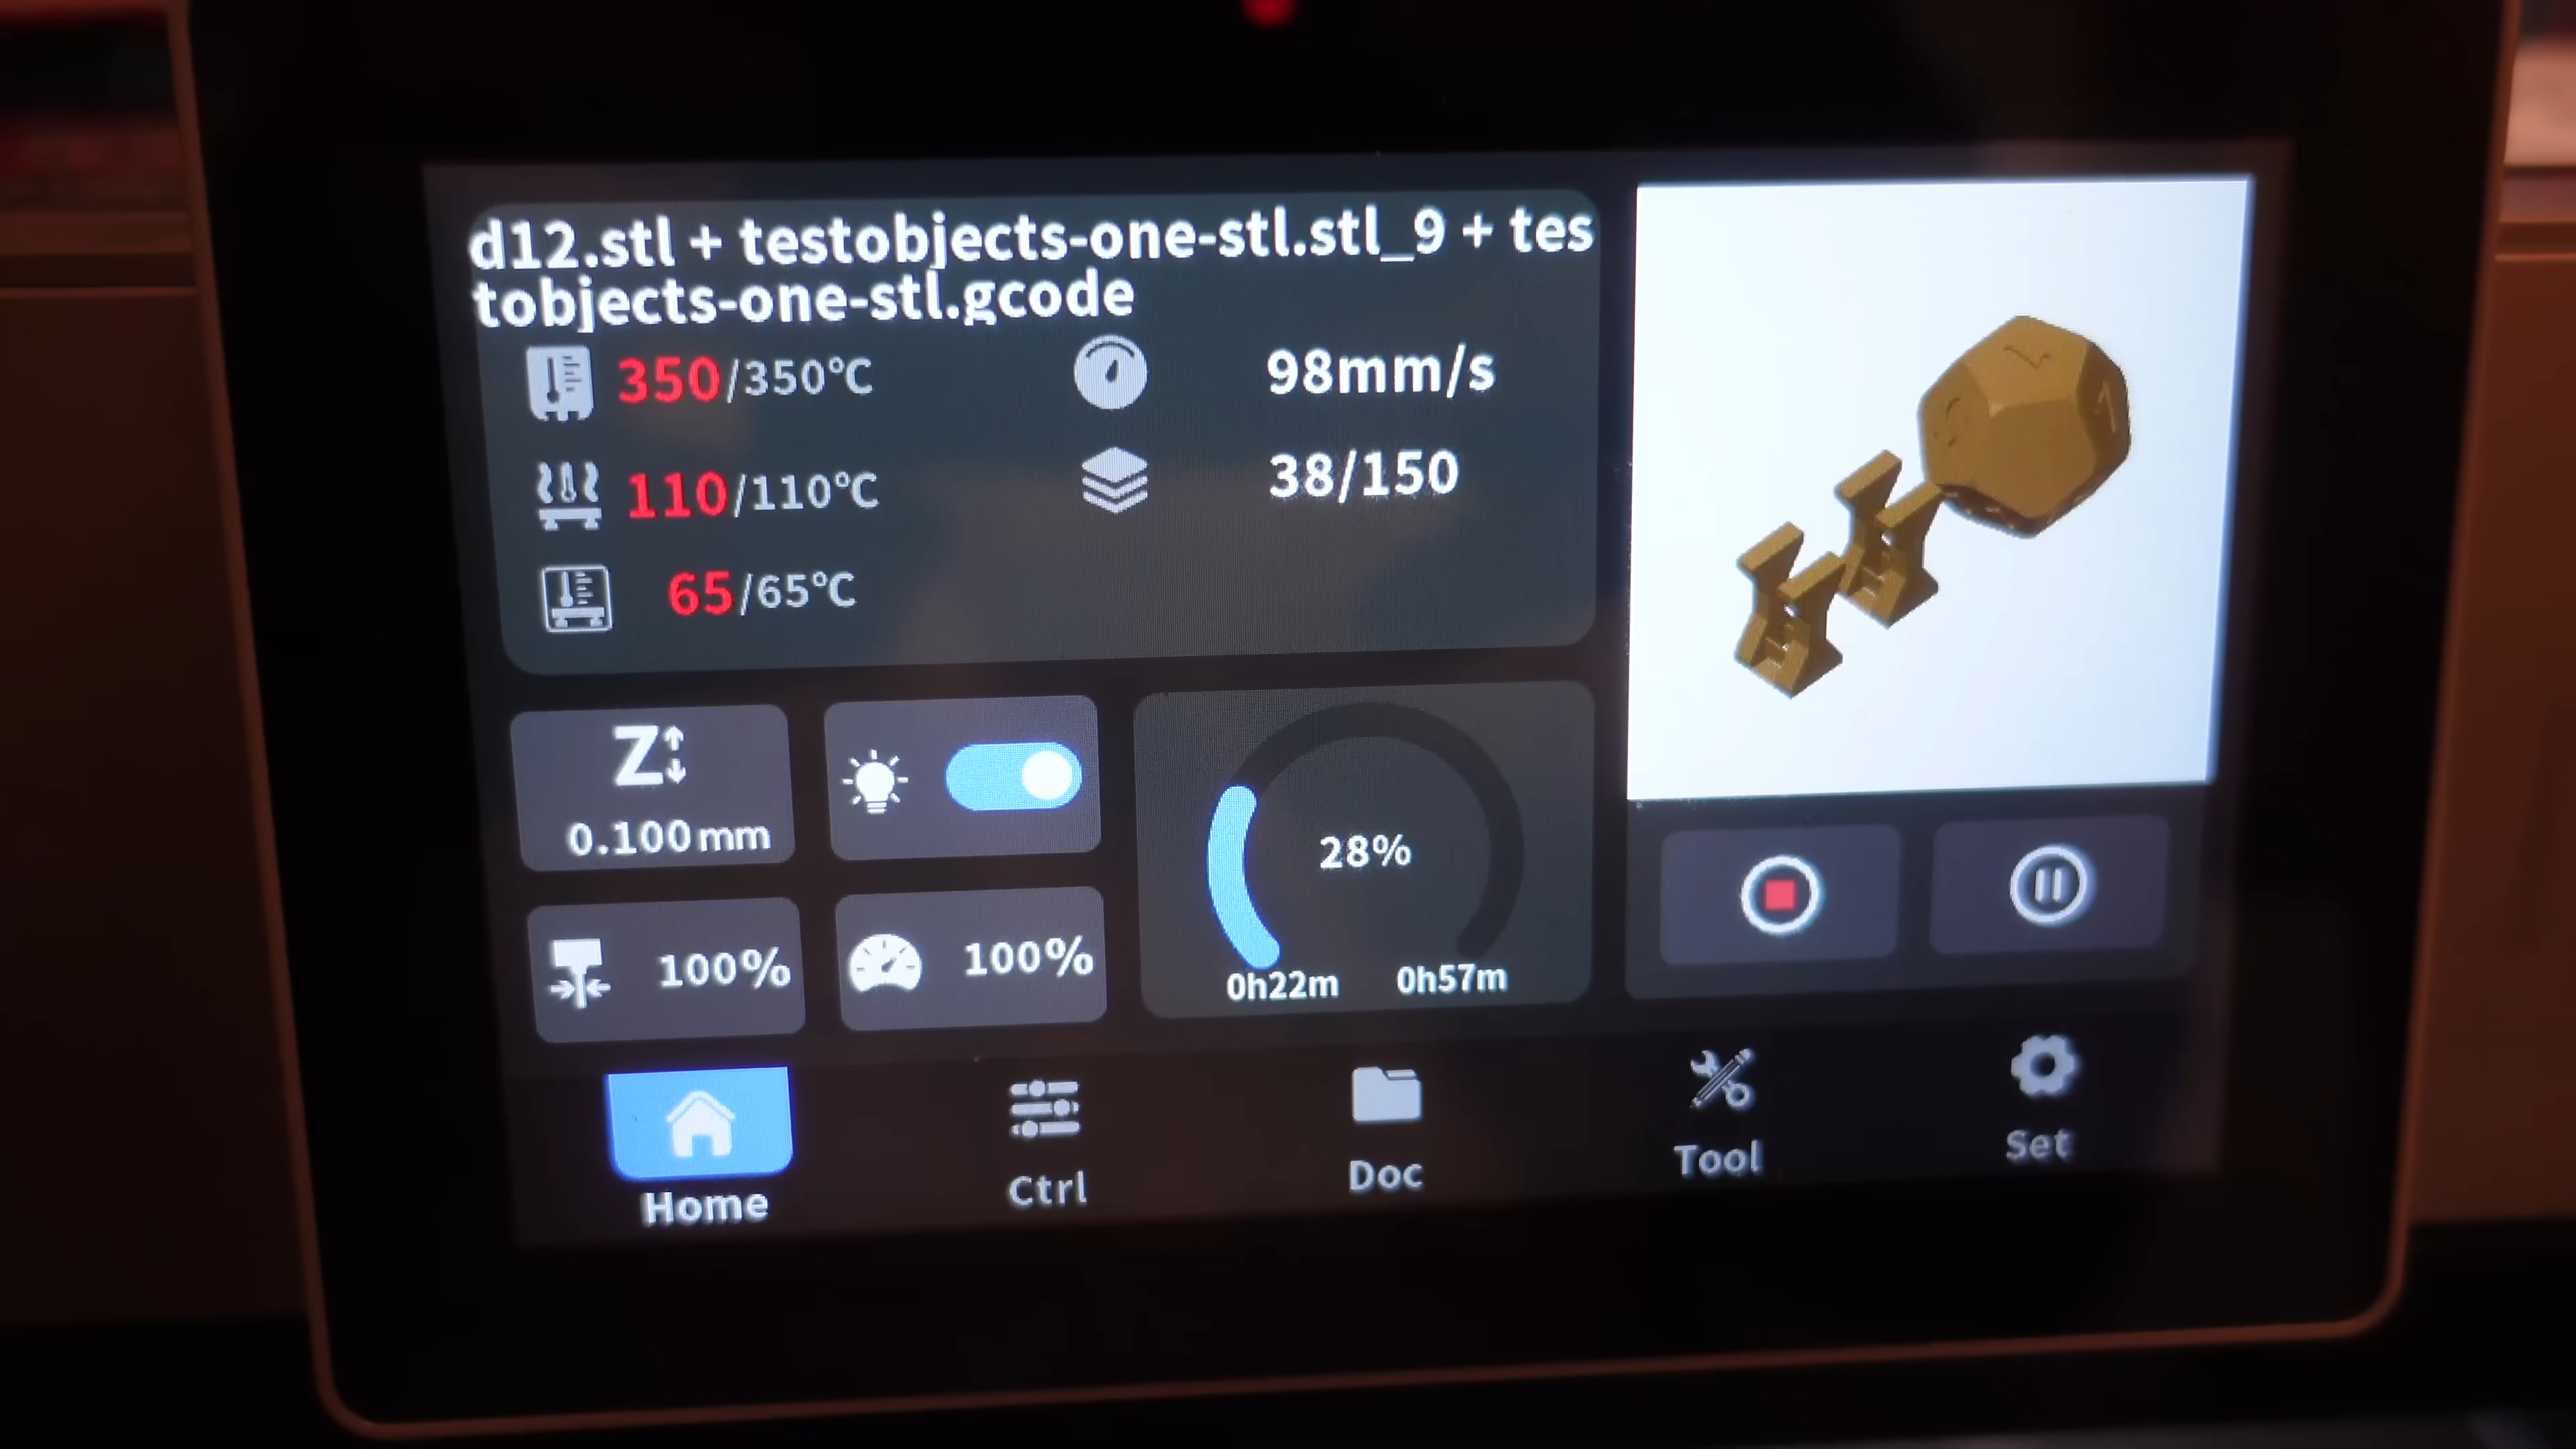 d12.stl + testobjects-one-stl.stl_9 + tes
tobjects-one-stl.gcode
350/350℃
98mm/s
110/110℃
38/150
65/65℃
Z
0.100mm
28%
100%
100%
0h22m
0h57m
Home
Ctrl
Doc
Tool
Set